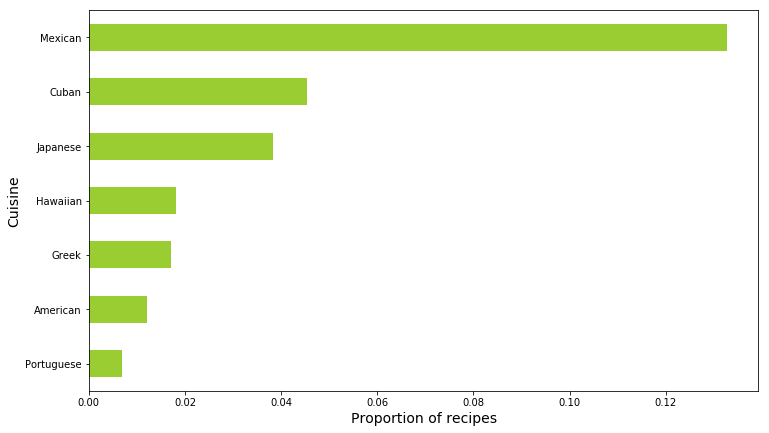 Cuisine
Mexican
Cuban
Japanese
Hawaiian
Greek
American
Portuguese
0.00 0.02 0.04 0.06 0.08 0.10 0.12
Proportion of recipes